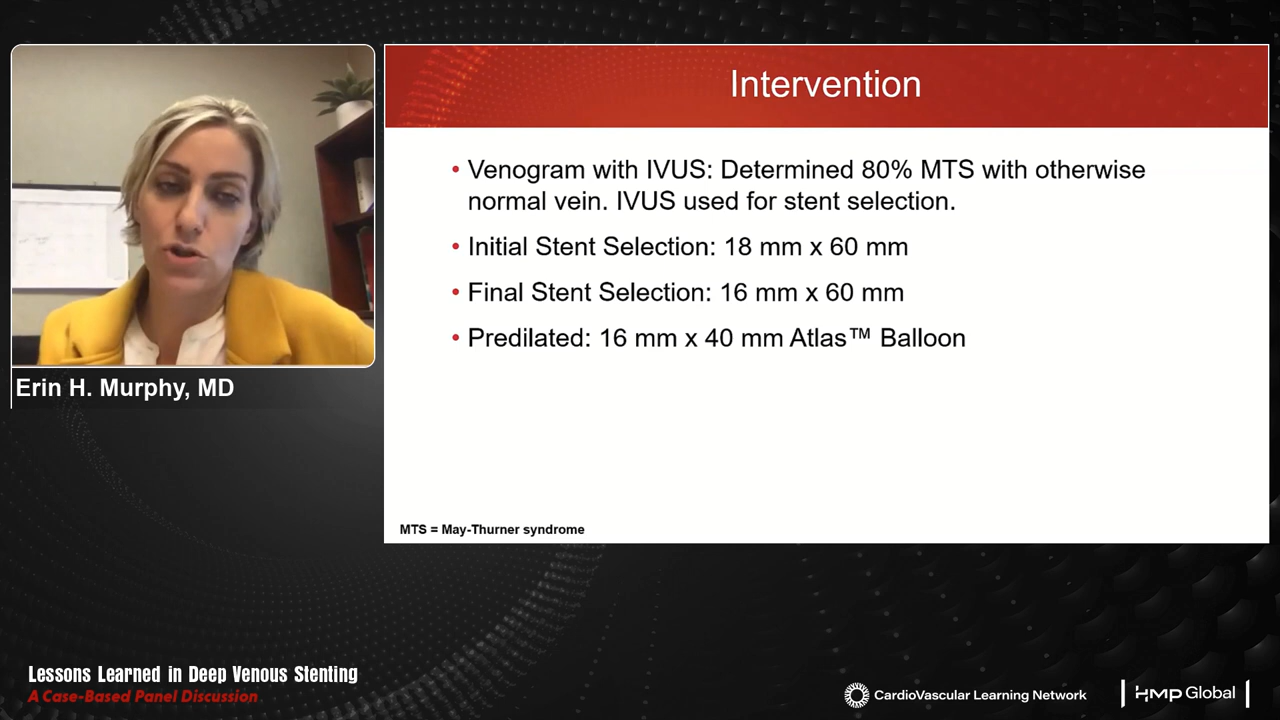 Intervention
• Venogram with IVUS: Determined 80% MTS with otherwise
normal vein. IVUS used for stent selection.
• Initial Stent Selection: 18 mm x 60 mm
• Final Stent Selection: 16 mm x 60 mm
• Predilated: 16 mm x 40 mm Atlas™ Balloon
MTS = May-Thurner syndrome
Erin H. Murphy, MD
Lessons Learned in Deep Venous Stenting
A Case-Based Panel Discussion
CardioVascular Learning Network
HMP Global